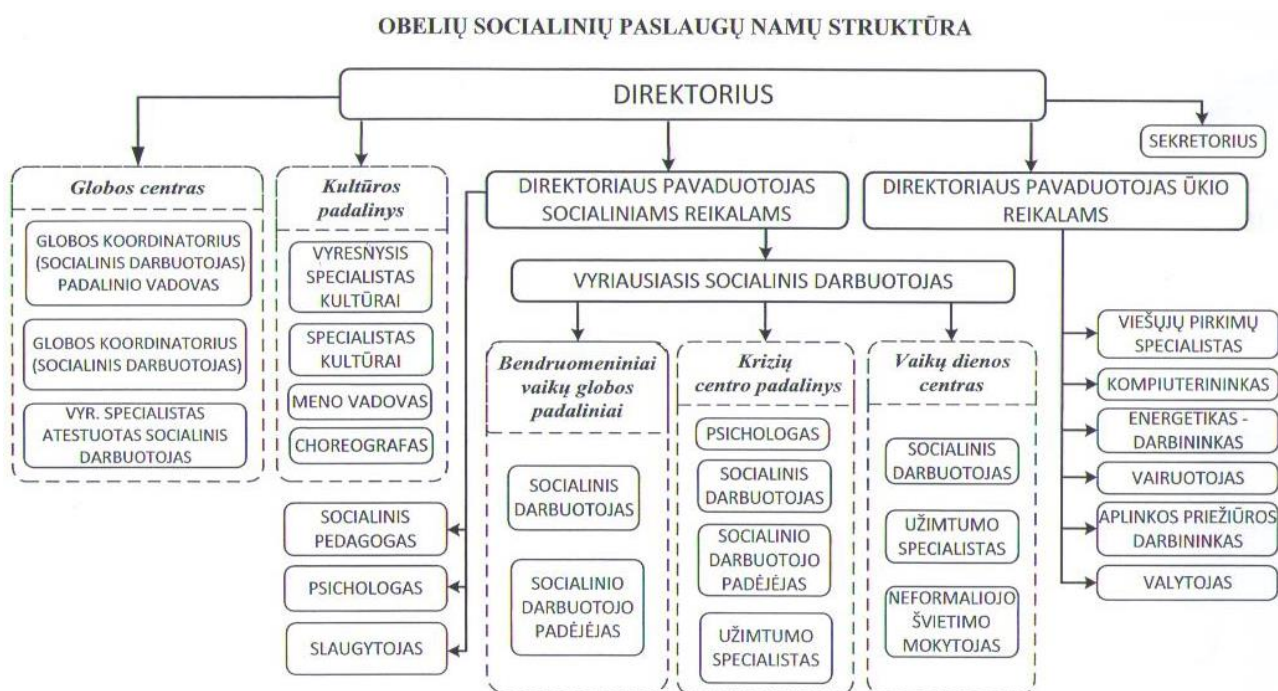 OBELIŲ SOCIALINIŲ PASLAUGŲ NAMŲ STRUKTŪRA
DIREKTORIUS
SEKRETORIUS
Globos centras
GLOBOS KOORDINATORIUS
(SOCIALINIS DARBUOTOJAS)
PADALINIO VADOVAS
GLOBOS KOORDINATORIUS
(SOCIALINIS DARBUOTOJAS)
VYR. SPECIALISTAS
ATESTUOTAS SOCIALINIS
DARBUOTOJAS
Kultūros
padalinys
VYRESNYSIS
SPECIALISTAS
KULTŪRAI
SPECIALISTAS
KULTŪRAI
MENO VADOVAS
CHOREOGRAFAS
DIREKTORIAUS PAVADUOTOJAS
SOCIALINIAMS REIKALAMS
SOCIALINIS
PEDAGOGAS
PSICHOLOGAS
SLAUGYTOJAS
VYRIAUSIASIS SOCIALINIS DARBUOTOJAS
Bendruomeniniai
vaikų globos
padaliniai
SOCIALINIS
DARBUOTOJAS
SOCIALINIO
DARBUOTOJO
PADĖJĖJAS
Krizių
centro padalinys
PSICHOLOGAS
SOCIALINIS
DARBUOTOJAS
SOCIALINIO
DARBUOTOJO
PADĖJĖJAS
UŽIMTUMO
SPECIALISTAS
Vaikų dienos
centras
SOCIALINIS
DARBUOTOJAS
UŽIMTUMO
SPECIALISTAS
NEFORMALIOJO
ŠVIETIMO
MOKYTOJAS
DIREKTORIAUS PAVADUOTOJAS ŪKIO
REIKALAMS
VIEŠŲJŲ PIRKIMŲ
SPECIALISTAS
KOMPIUTERININKAS
ENERGETIKAS -
DARBININKAS
VAIRUOTOJAS
APLINKOS PRIEŽIŪROS
DARBININKAS
VALYTOJAS